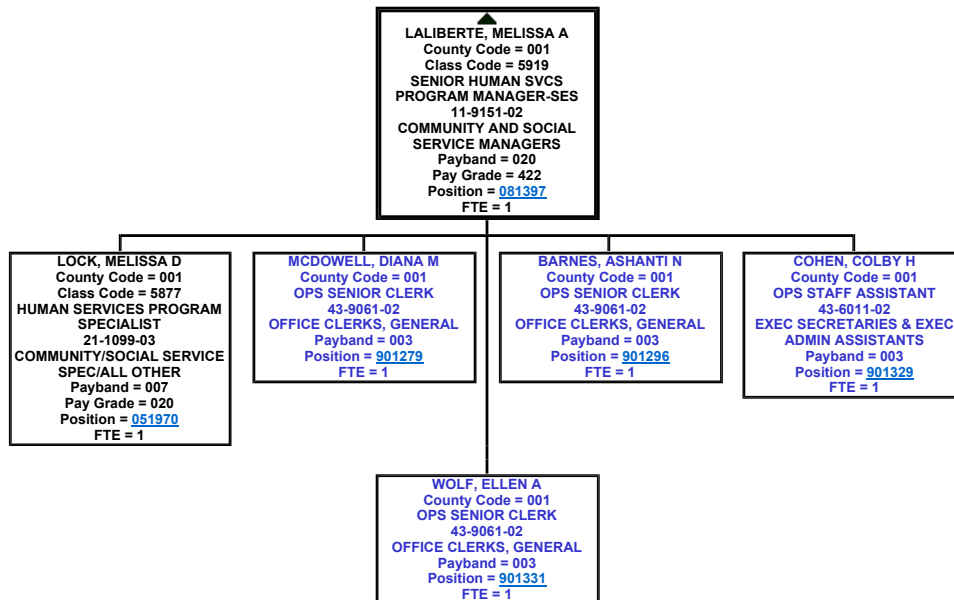 LALIBERTE, MELISSA A
County Code = 001
Class Code = 5919
SENIOR HUMAN SVCS
PROGRAM MANAGER-SES
11-9151-02
COMMUNITY AND SOCIAL
SERVICE MANAGERS
Payband = 020
Pay Grade = 422
Position = 081397
FTE = 1
LOCK, MELISSA D
County Code = 001
Class Code = 5877
HUMAN SERVICES PROGRAM
SPECIALIST
21-1099-03
COMMUNITY/SOCIAL SERVICE
SPEC/ALL OTHER
Payband = 007
Pay Grade = 020
Position = 051970
FTE = 1
MCDOWELL, DIANA M
County Code = 001
OPS SENIOR CLERK
43-9061-02
OFFICE CLERKS, GENERAL
Payband = 003
Position = 901279
FTE = 1
BARNES, ASHANTI N
County Code = 001
OPS SENIOR CLERK
43-9061-02
OFFICE CLERKS, GENERAL
Payband = 003
Position = 901296
FTE = 1
COHEN, COLBY H
County Code = 001
OPS STAFF ASSISTANT
43-6011-02
EXEC SECRETARIES & EXEC
ADMIN ASSISTANTS
Payband = 003
Position = 901329
FTE = 1
WOLF, ELLEN A
County Code = 001
OPS SENIOR CLERK
43-9061-02
OFFICE CLERKS, GENERAL
Payband = 003
Position = 901331
FTE = 1